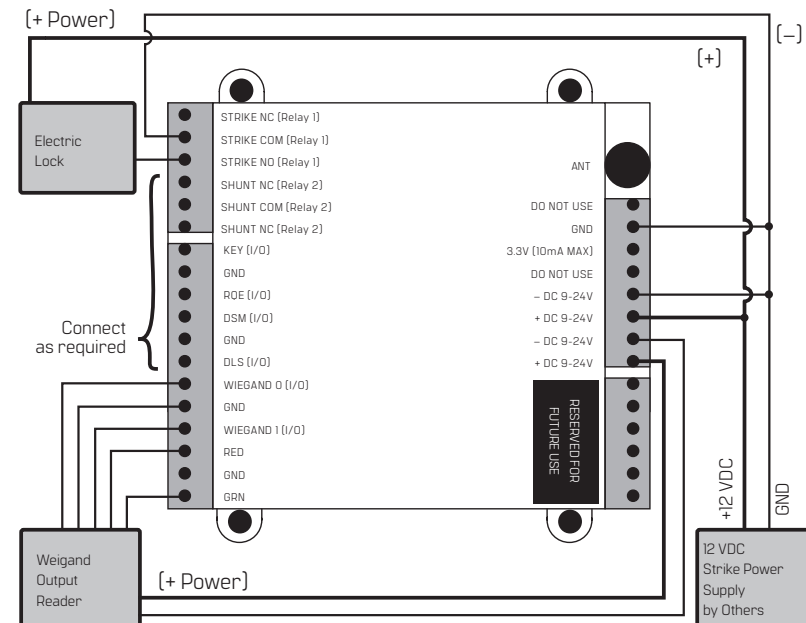 (+ Power)
(–)
(+)
Electric
Lock
STRIKE NC (Relay 1)
STRIKE COM (Relay 1)
STRIKE NO (Relay 1)
SHUNT NC (Relay 2)
SHUNT COM (Relay 2)
SHUNT NC (Relay 2)
KEY (I/O)
GND
RQE (I/O)
DSM (I/O)
GND
DLS (I/O)
WIEGAND 0 (I/O)
GND
WIEGAND 1 (I/O)
RED
GND
GRN
Connect
as required
ANT
DO NOT USE
GND
3.3V (10mA MAX)
DO NOT USE
– DC 9-24V
+ DC 9-24V
– DC 9-24V
+ DC 9-24V
RESERVED FOR
FUTURE USE
+12 VDC
GND
Weigand
Output
Reader
(+ Power)
12 VDC
Strike Power
Supply
by Others